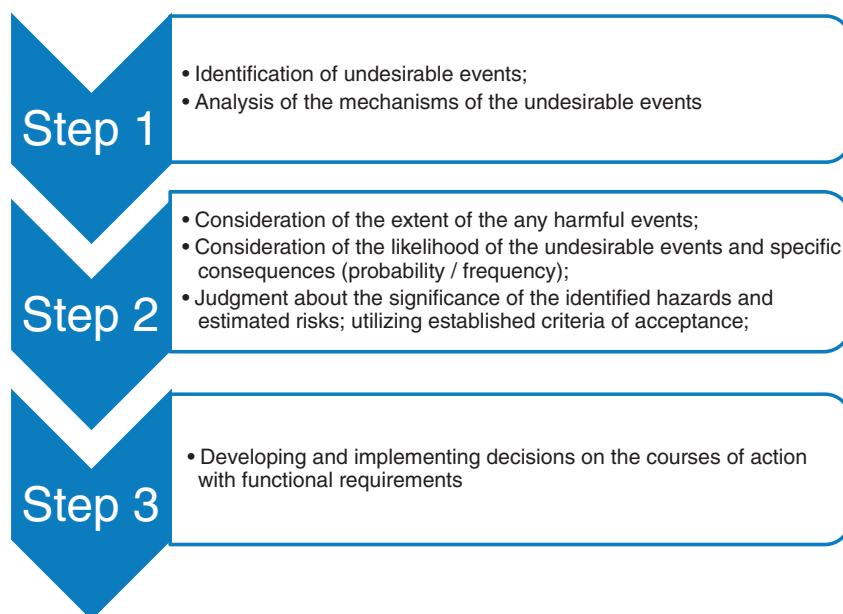 Step 1
• Identification of undesirable events;
• Analysis of the mechanisms of the undesirable events
Step 2
• Consideration of the extent of the any harmful events;
• Consideration of the likelihood of the undesirable events and specific
consequences (probability / frequency);
• Judgment about the significance of the identified hazards and
estimated risks; utilizing established criteria of acceptance;
Step 3
• Developing and implementing decisions on the courses of action
with functional requirements